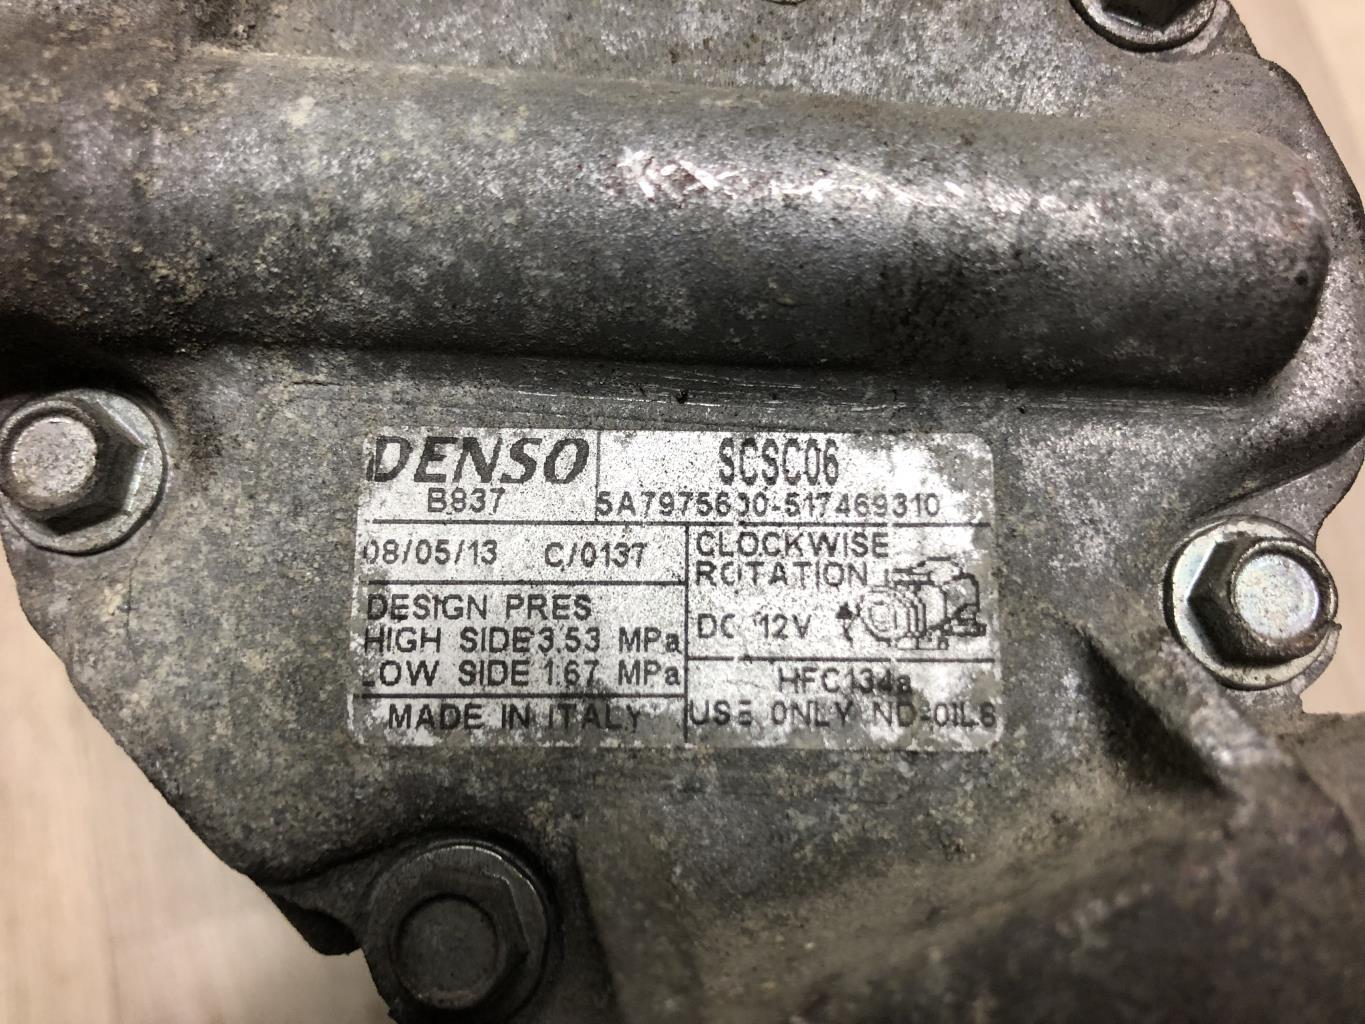 DENSO
B837
SCSC06
5A7975600-517469310
08/05/13 C/0137
DESIGN PRES
HIGH SIDE 3.53 MPa
LOW SIDE 1.67 MPa
MADE IN ITALY
CLOCKWISE
ROTATION
DC 12V
HFC134a
USE ONLY ND-OIL8